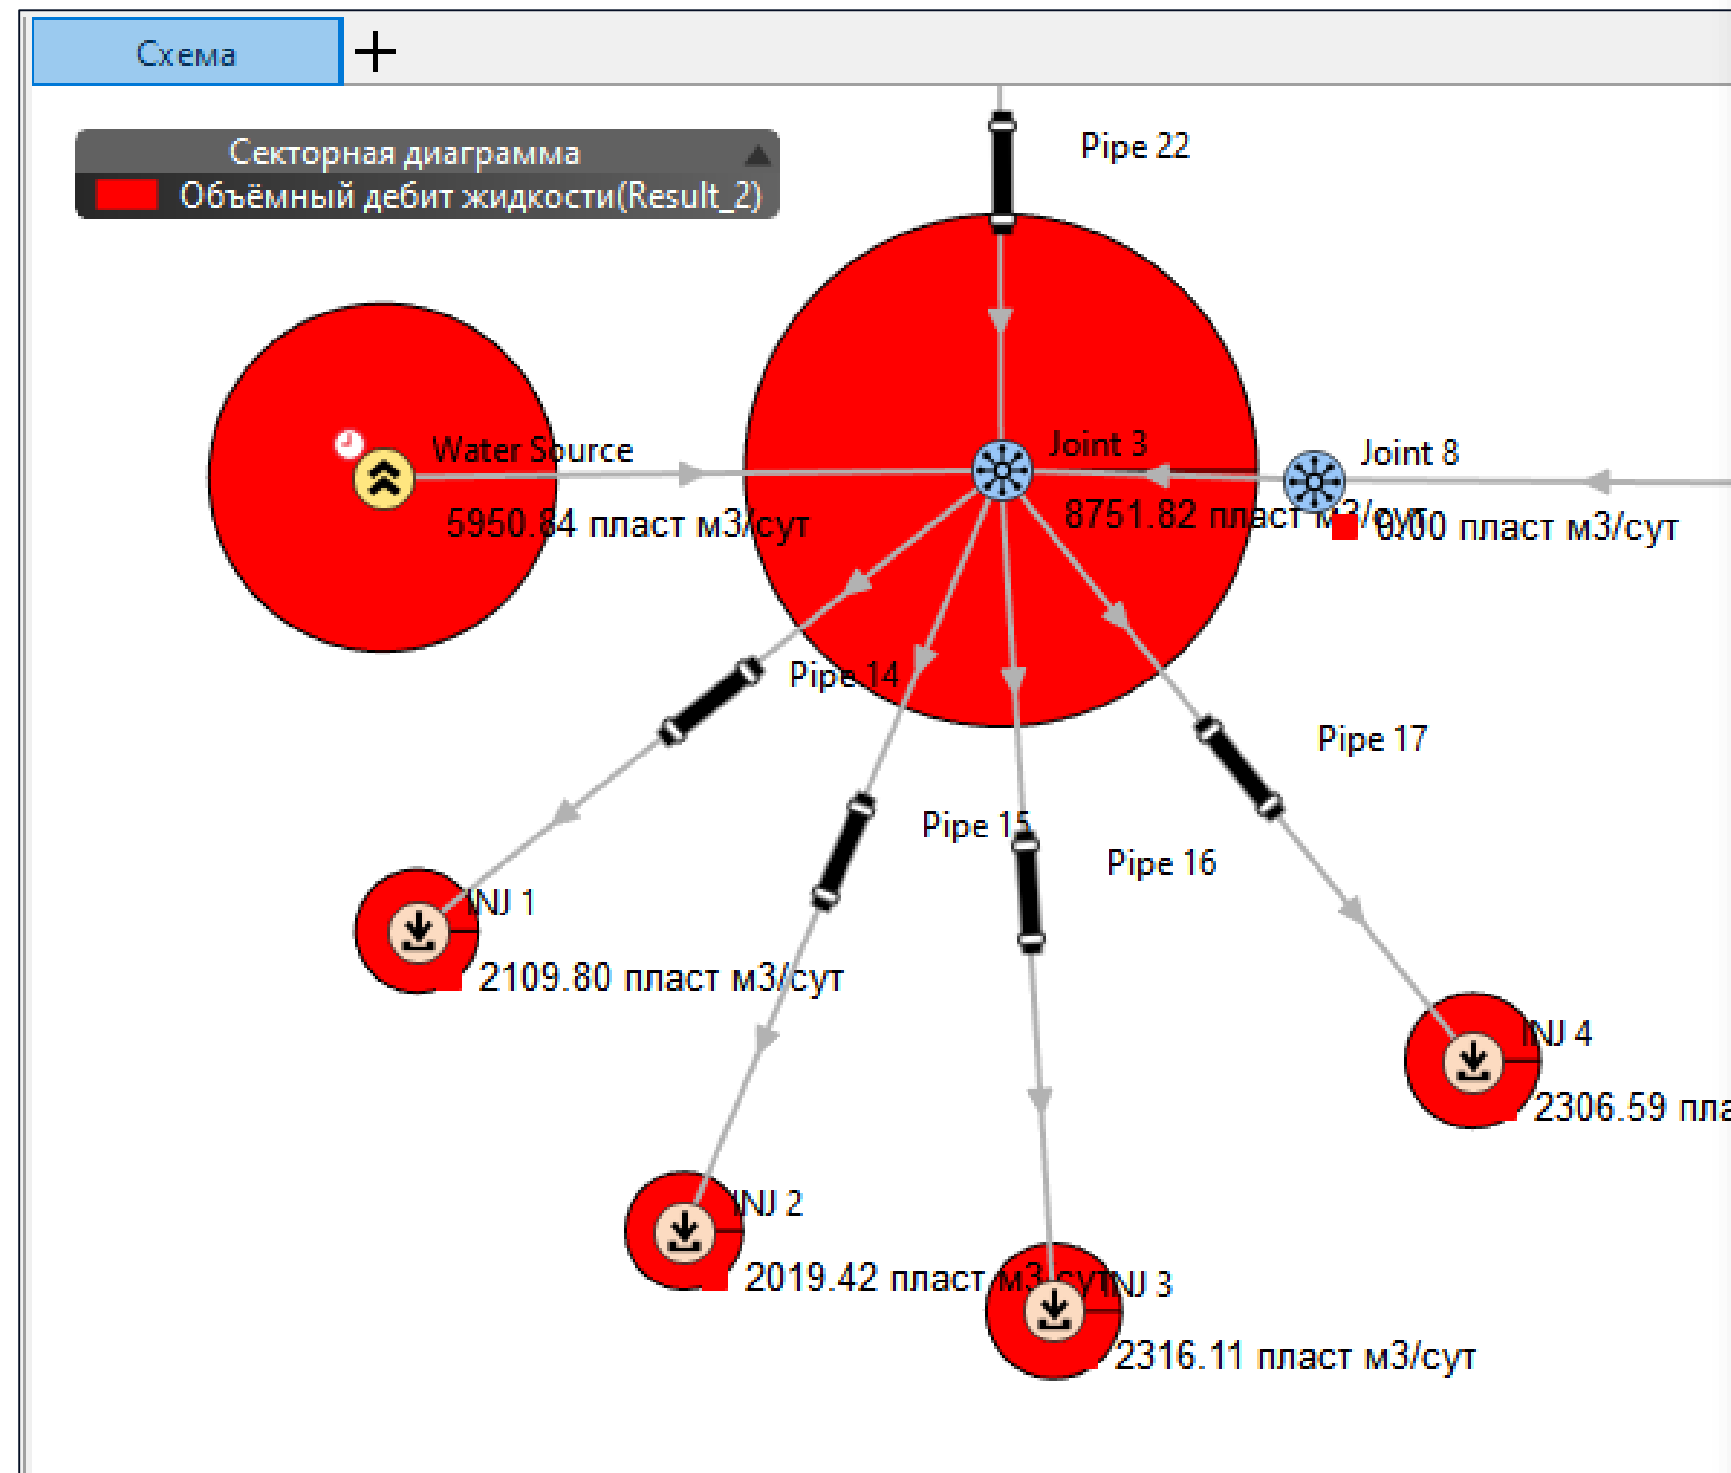 Схема
Pipe 22
Секторная диаграмма
Объёмный дебит жидкости(Result_2)
Water Source
Joint 3
Joint 8
5950.84 пласт м3/сут
8751.82 пласт м3/сут
0.00 пласт м3/сут
Pipe 14
Pipe 17
Pipe 15
Pipe 16
INJ 1
2109.80 пласт м3/сут
INJ 4
2306.59
INJ 2
2019.42 пласт м3/сут
INJ 3
2316.11 пласт м3/сут